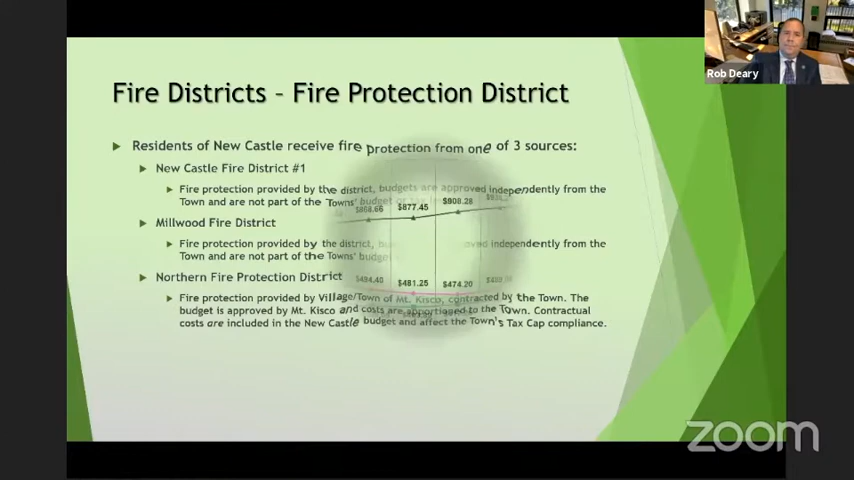 Rob Deary
Fire Districts – Fire Protection District
Residents of New Castle receive fire protection from one of 3 sources:
New Castle Fire District #1
Fire protection provided by the district, budgets are approved independently from the
Town and are not part of the Towns' budget or
$868.66 $877.45 $908.28
Millwood Fire District
Fire protection provided by the district, independently from the
Town and are not part of the Towns' budget
Northern Fire Protection District
$494.40 $481.25 $474.20
Fire protection provided by Village/Town of Mt. Kisco, contracted by the Town. The
budget is approved by Mt. Kisco and costs are apportioned to the Town. Contractual
costs are included in the New Castle budget and affect the Town's Tax Cap compliance.
zoom